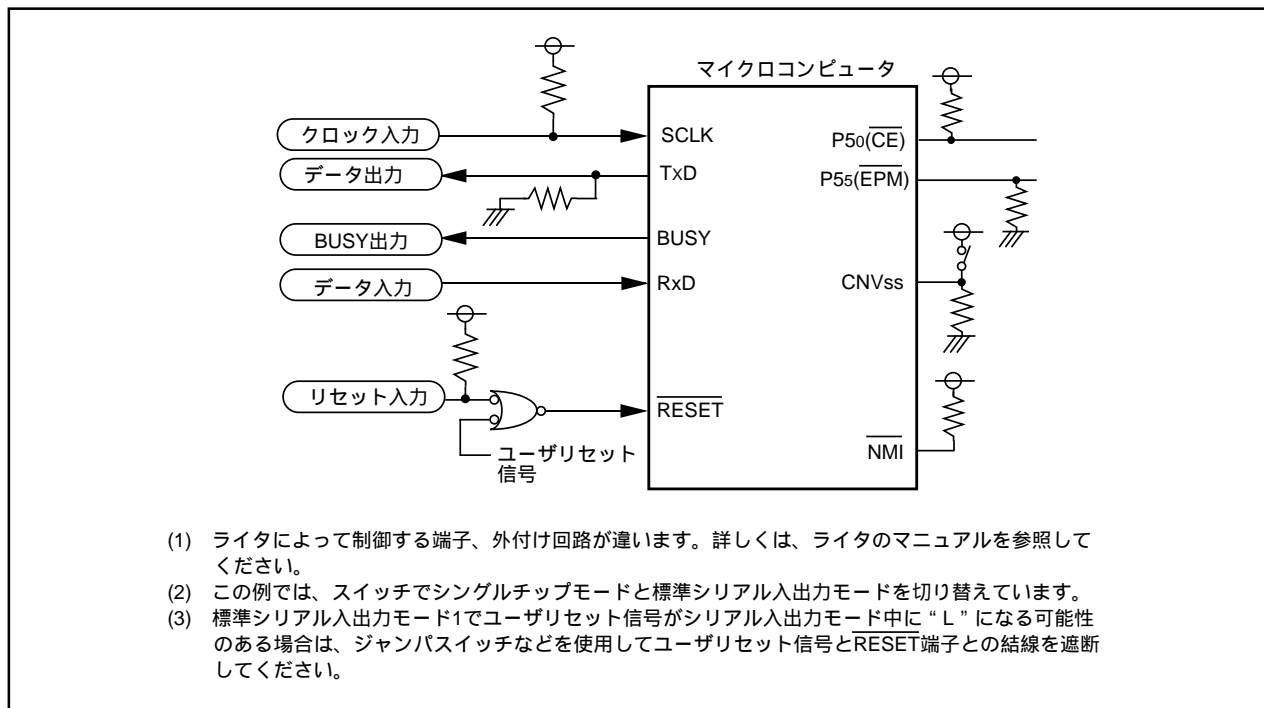 マイクロコンピュータ
クロック入力
SCLK
P50(CE)
データ出力
TxD
P55(EPM)
BUSY出力
BUSY
データ入力
RxD
CNVss
リセット入力
RESET
ユーザリセット
信号
NMI
(1) ライタによって制御する端子、外付け回路が違います。詳しくは、ライタのマニュアルを参照して
ください。
(2) この例では、スイッチでシングルチップモードと標準シリアル入出力モードを切り替えています。
(3) 標準シリアル入出力モード1でユーザリセット信号がシリアル入出力モード中に“L”になる可能性
のある場合は、ジャンパスイッチなどを使用してユーザリセット信号とRESET端子との結線を遮断
してください。